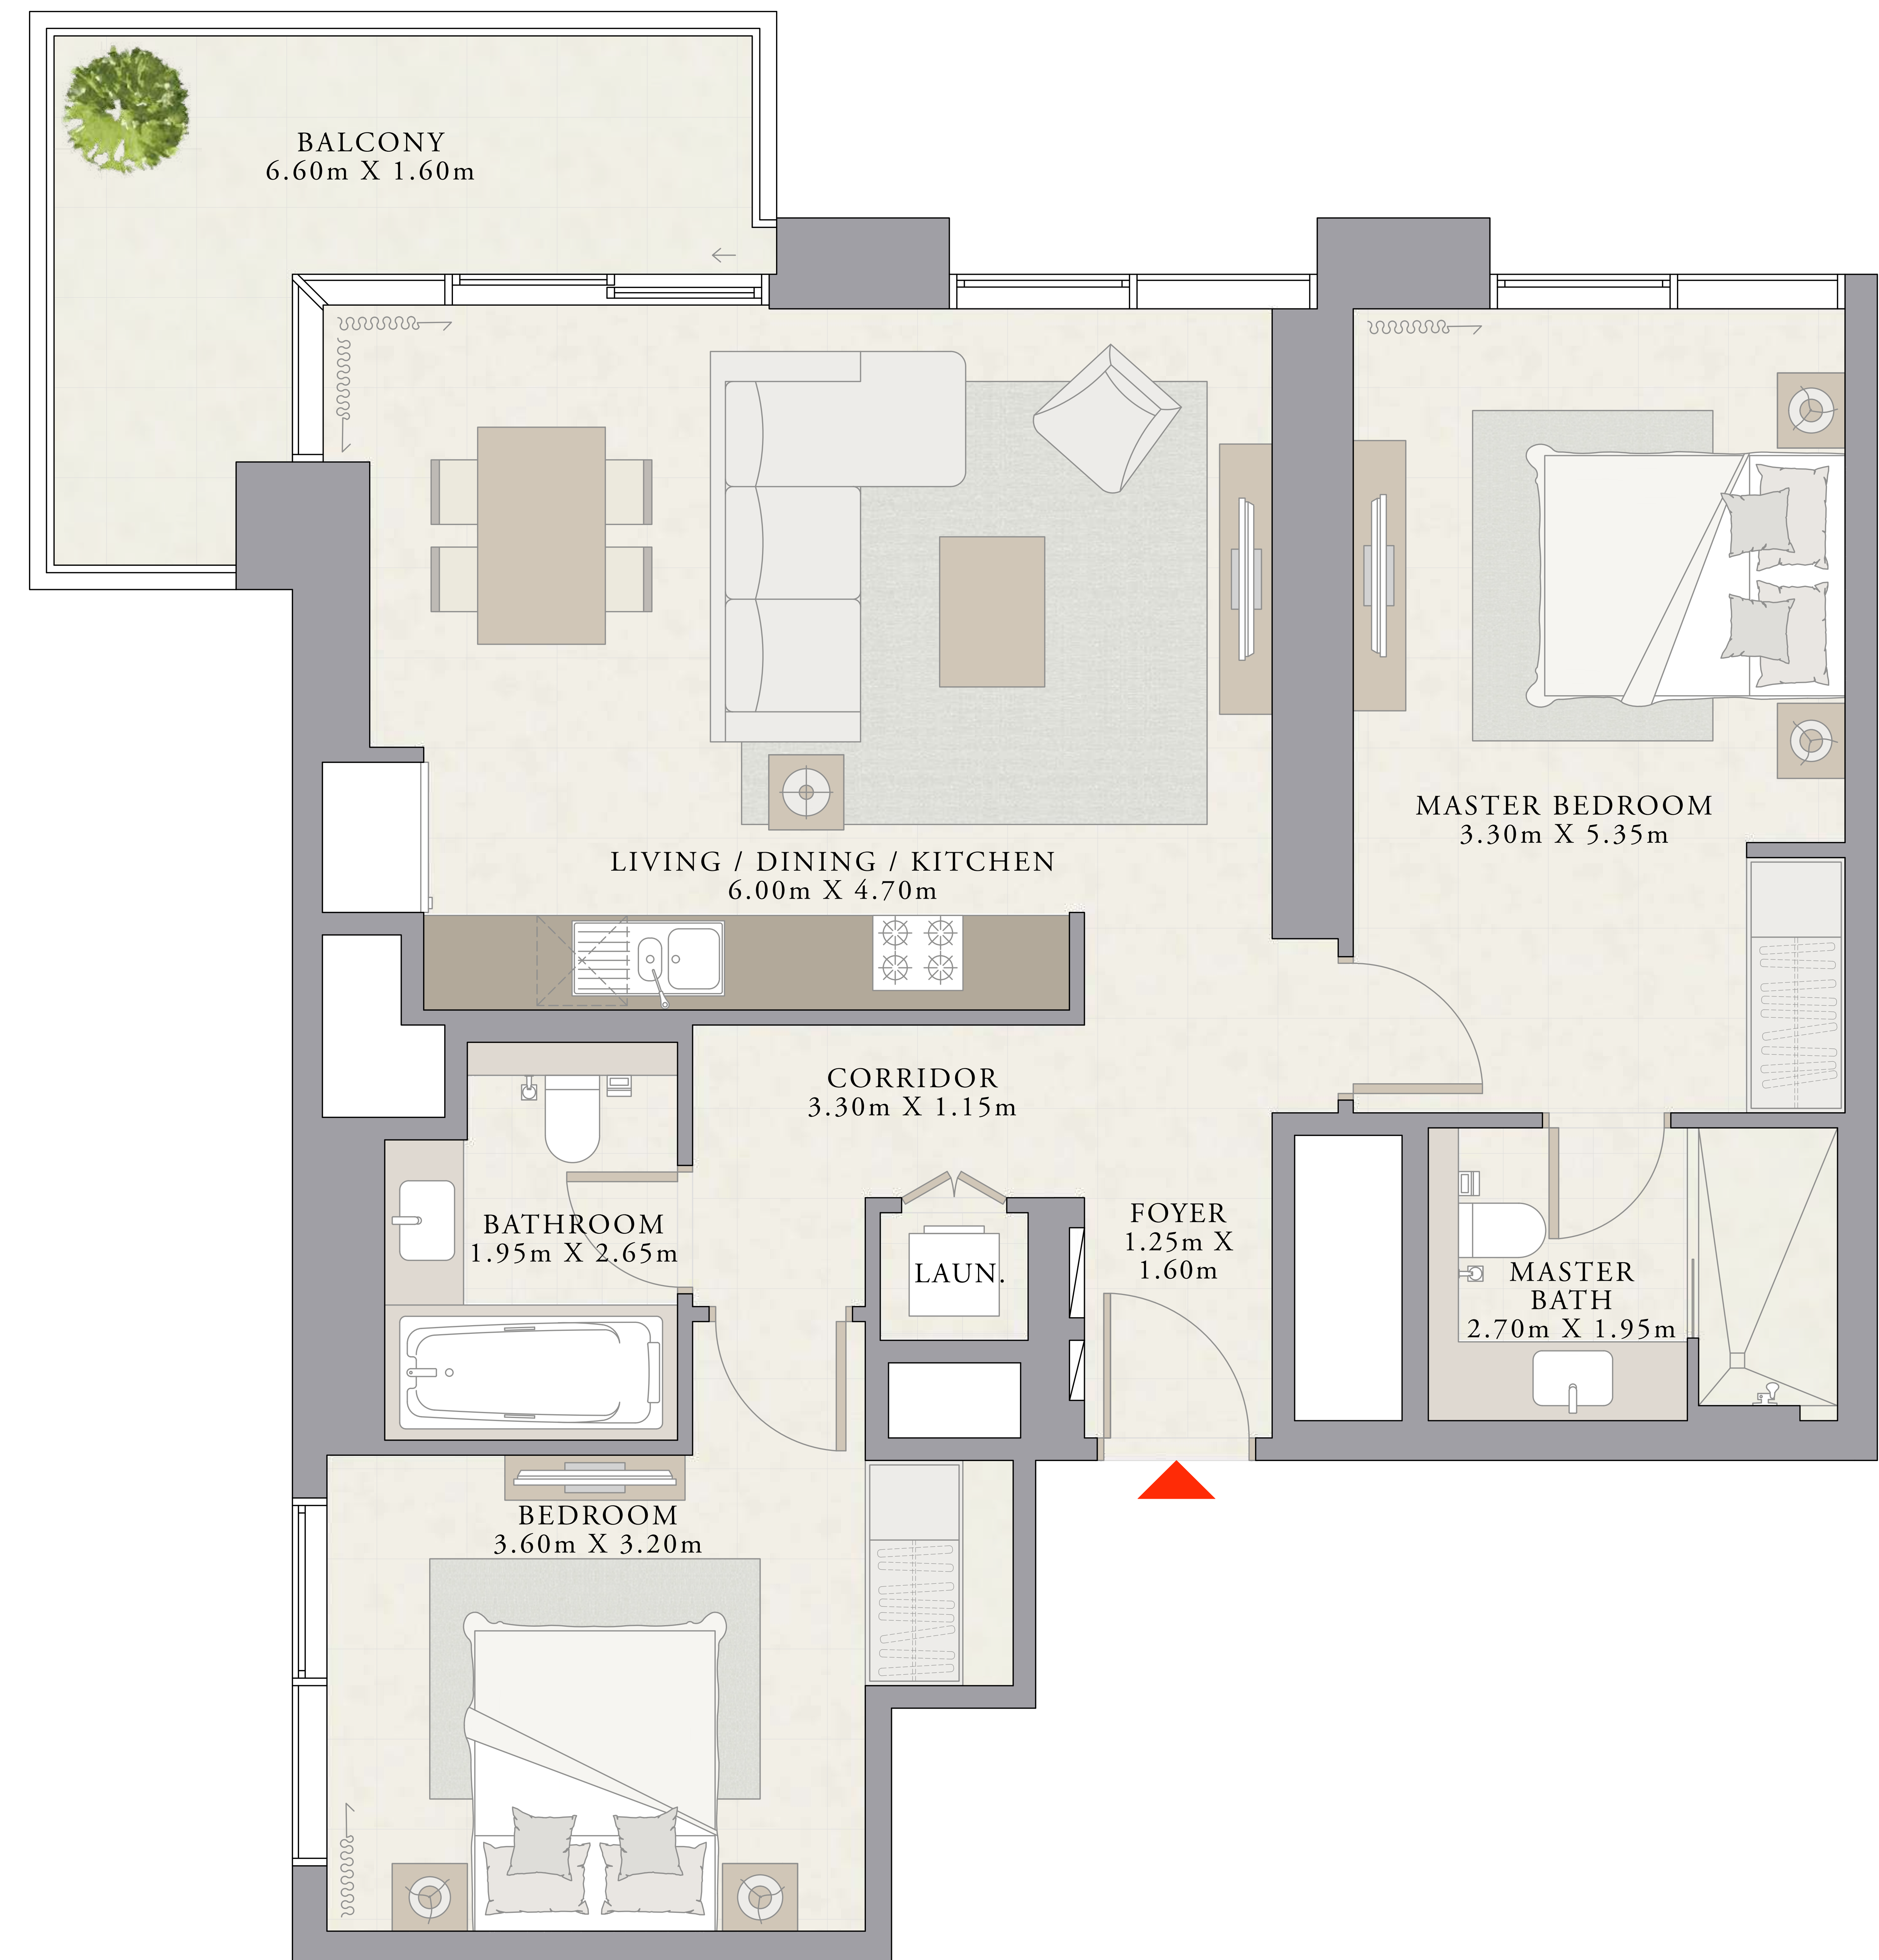 BALCONY
6.60m X 1.60m
MASTER BEDROOM
3.30m X 5.35m
LIVING / DINING / KITCHEN
6.00m X 4.70m
CORRIDOR
3.30m X 1.15m
BATHROOM
1.95m X 2.65m
LAUN.
FOYER
1.25m X
1.60m
MASTER
BATH
2.70m X 1.95m
BEDROOM
3.60m X 3.20m